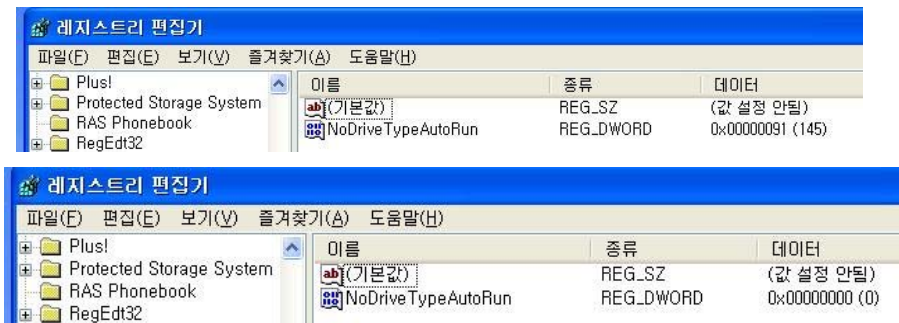 레지스트리 편집기
파일(F) 편집(E) 보기(V) 즐겨찾기(A) 도움말(H)
Plus! 이름 종류 데이터
Protected Storage System (기본값) REG_SZ (값 설정 안됨)
RAS Phonebook NoDriveTypeAutoRun REG_DWORD 0x00000091 (145)
RegEdt32
레지스트리 편집기
파일(F) 편집(E) 보기(V) 즐겨찾기(A) 도움말(H)
Plus! 이름 종류 데이터
Protected Storage System (기본값) REG_SZ (값 설정 안됨)
RAS Phonebook NoDriveTypeAutoRun REG_DWORD 0x00000000 (0)
RegEdt32